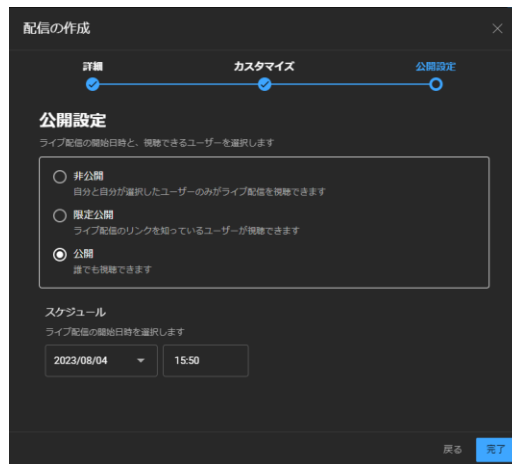 配信の作成
詳細
カスタマイズ
公開設定
公開設定
ライブ配信の開始日時と、視聴できるユーザーを選択します
非公開
自分と自分が選択したユーザーのみがライブ配信を視聴できます
限定公開
ライブ配信のリンクを知っているユーザーが視聴できます
公開
誰でも視聴できます
スケジュール
ライブ配信の開始日時を選択します
2023/08/04
15:50
戻る
完了